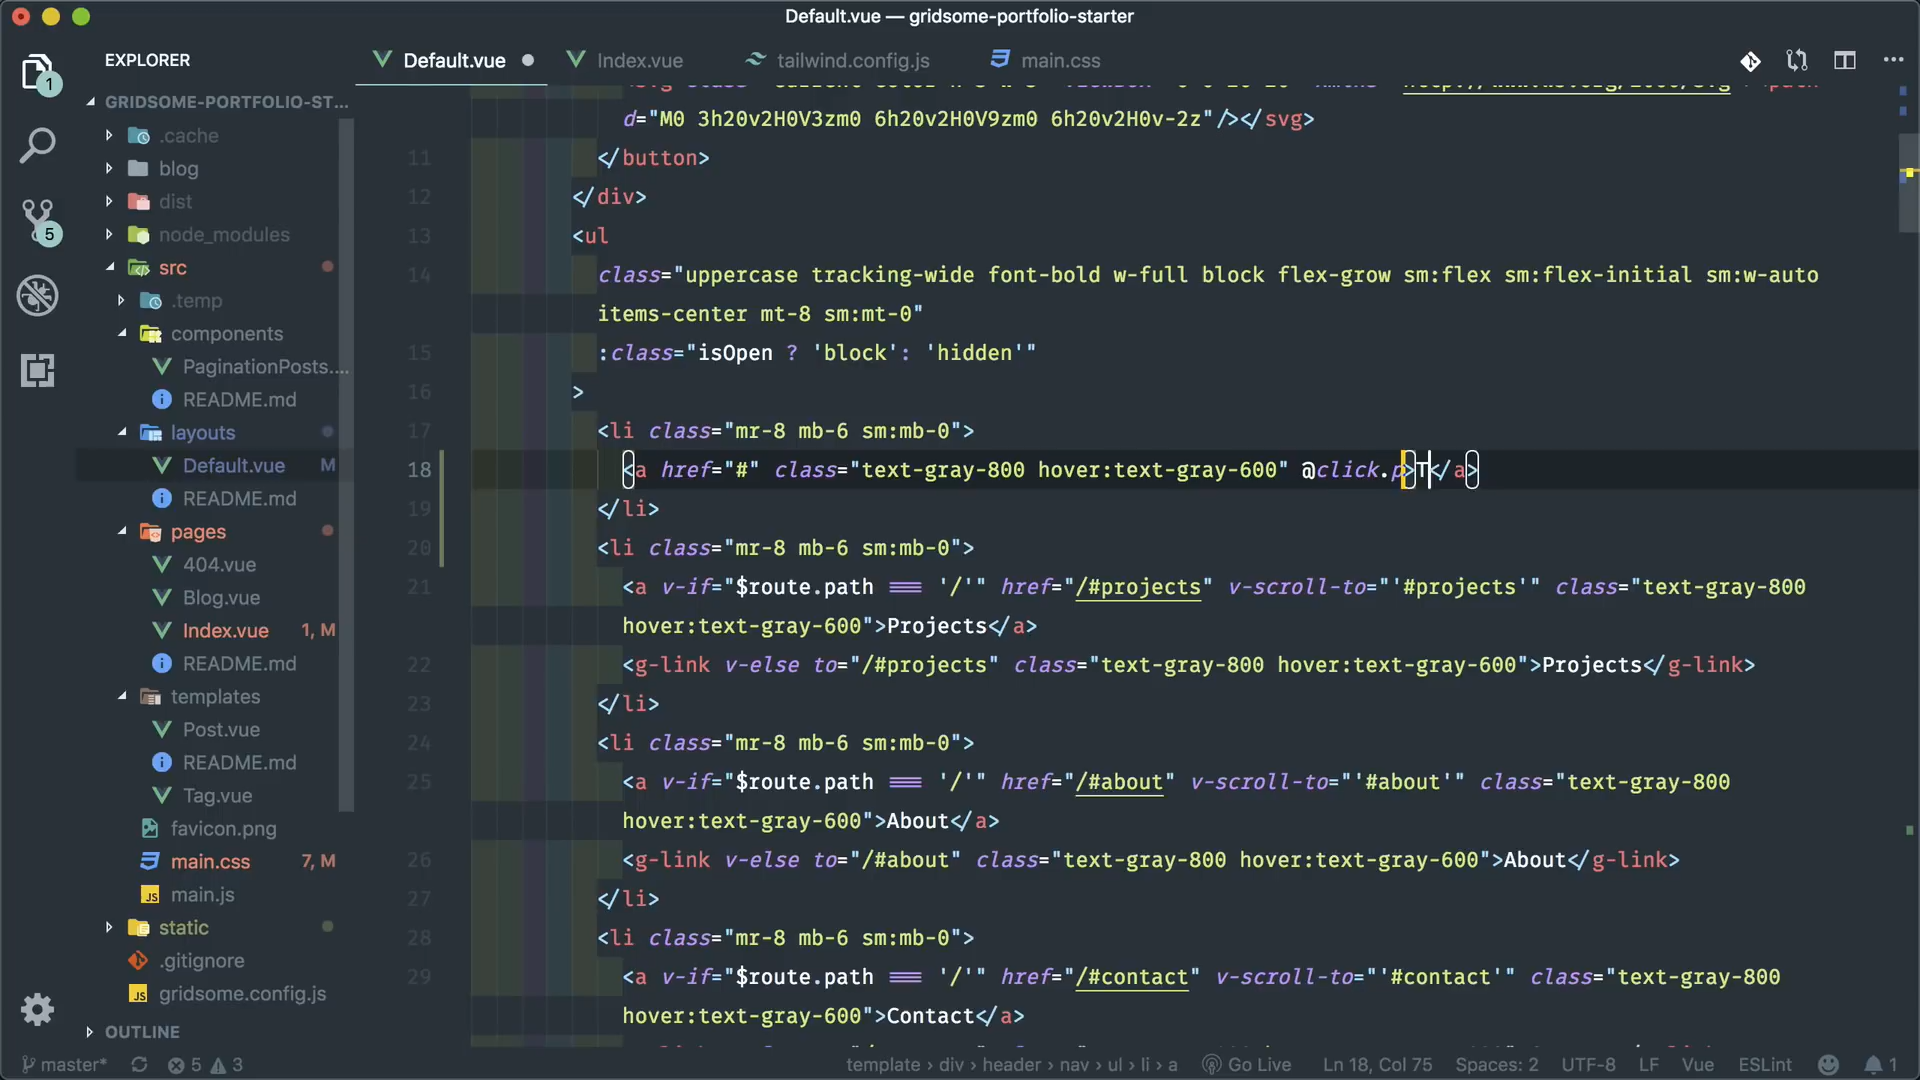 Default.vue — gridsome-portfolio-starter
EXPLORER
Default.vue
Index.vue
tailwind.config.js
main.css
1
5
GRIDSOME-PORTFOLIO-ST...
.cache
blog
dist
node_modules
src
.temp
components
PaginationPosts....
README.md
layouts
Default.vue M
README.md
pages
404.vue
Blog.vue
Index.vue 1, M
README.md
templates
Post.vue
README.md
Tag.vue
favicon.png
main.css 7, M
main.js
static
.gitignore
gridsome.config.js
OUTLINE
d="M0 3h20v2H0V3zm0 6h20v2H0V9zm0 6h20v2H0v-2z"/></svg>
11 </button>
12 </div>
13 <ul
14 class="uppercase tracking-wide font-bold w-full block flex-grow sm:flex sm:flex-initial sm:w-auto
items-center mt-8 sm:mt-0"
15 :class="isOpen ? 'block': 'hidden'"
16 >
17 <li class="mr-8 mb-6 sm:mb-0">
18 <a href="#" class="text-gray-800 hover:text-gray-600" @click.p>T</a>
19 </li>
20 <li class="mr-8 mb-6 sm:mb-0">
21 <a v-if="$route.path === '/'" href="/#projects" v-scroll-to="'#projects'" class="text-gray-800
hover:text-gray-600">Projects</a>
22 <g-link v-else to="/#projects" class="text-gray-800 hover:text-gray-600">Projects</g-link>
23 </li>
24 <li class="mr-8 mb-6 sm:mb-0">
25 <a v-if="$route.path === '/'" href="/#about" v-scroll-to="'#about'" class="text-gray-800
hover:text-gray-600">About</a>
26 <g-link v-else to="/#about" class="text-gray-800 hover:text-gray-600">About</g-link>
27 </li>
28 <li class="mr-8 mb-6 sm:mb-0">
29 <a v-if="$route.path === '/'" href="/#contact" v-scroll-to="'#contact'" class="text-gray-800
hover:text-gray-600">Contact</a>
master* 5 3 template › div › header › nav › ul › li › a Go Live Ln 18, Col 75 Spaces: 2 UTF-8 LF Vue ESLint 1